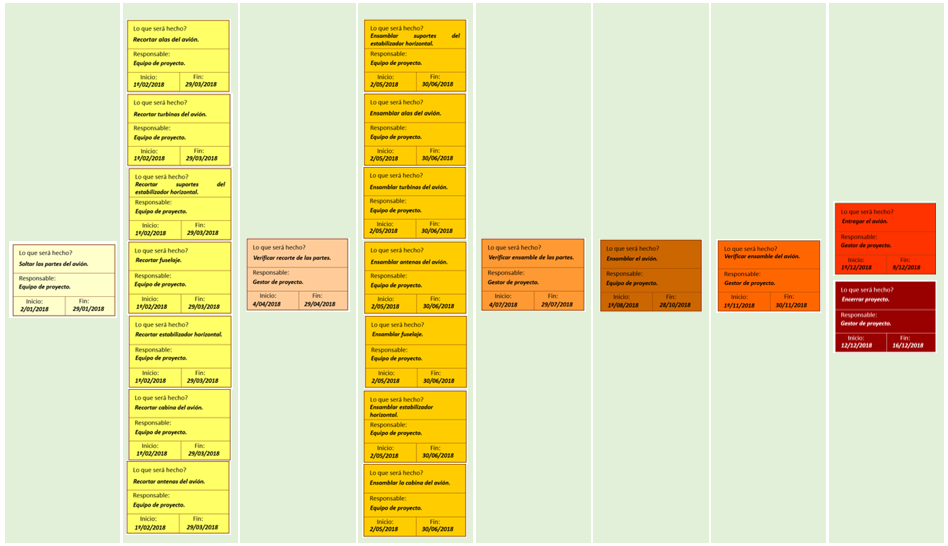 Lo que será hecho?
Soltar las partes del avión.
Responsable:
Equipo de proyecto.
Inicio: Fin:
2/01/2018 29/01/2018
Lo que será hecho?
Recortar alas del avión.
Responsable:
Equipo de proyecto.
Inicio: Fin:
1º/02/2018 29/03/2018
Lo que será hecho?
Recortar turbinas del avión.
Responsable:
Equipo de proyecto.
Inicio: Fin:
1º/02/2018 29/03/2018
Lo que será hecho?
Recortar suportes del
estabilizador horizontal.
Responsable:
Equipo de proyecto.
Inicio: Fin:
1º/02/2018 29/03/2018
Lo que será hecho?
Recortar fuselaje.
Responsable:
Equipo de proyecto.
Inicio: Fin:
1º/02/2018 29/03/2018
Lo que será hecho?
Recortar estabilizador horizontal.
Responsable:
Equipo de proyecto.
Inicio: Fin:
1º/02/2018 29/03/2018
Lo que será hecho?
Recortar cabina del avión.
Responsable:
Equipo de proyecto.
Inicio: Fin:
1º/02/2018 29/03/2018
Lo que será hecho?
Recortar antenas del avión.
Responsable:
Equipo de proyecto.
Inicio: Fin:
1º/02/2018 29/03/2018
Lo que será hecho?
Verificar recorte de las partes.
Responsable:
Gestor de proyecto.
Inicio: Fin:
4/04/2018 29/04/2018
Lo que será hecho?
Ensamblar suportes del
estabilizador horizontal.
Responsable:
Equipo de proyecto.
Inicio: Fin:
2/05/2018 30/06/2018
Lo que será hecho?
Ensamblar alas del avión.
Responsable:
Equipo de proyecto.
Inicio: Fin:
2/05/2018 30/06/2018
Lo que será hecho?
Ensamblar turbinas del avión.
Responsable:
Equipo de proyecto.
Inicio: Fin:
2/05/2018 30/06/2018
Lo que será hecho?
Ensamblar antenas del avión.
Responsable:
Equipo de proyecto.
Inicio: Fin:
2/05/2018 30/06/2018
Lo que será hecho?
Ensamblar fuselaje.
Responsable:
Equipo de proyecto.
Inicio: Fin:
2/05/2018 30/06/2018
Lo que será hecho?
Ensamblar estabilizador
horizontal.
Responsable:
Equipo de proyecto.
Inicio: Fin:
2/05/2018 30/06/2018
Lo que será hecho?
Ensamblar la cabina del avión.
Responsable:
Equipo de proyecto.
Inicio: Fin:
2/05/2018 30/06/2018
Lo que será hecho?
Verificar ensamble de las partes.
Responsable:
Gestor de proyecto.
Inicio: Fin:
4/07/2018 29/07/2018
Lo que será hecho?
Ensamblar el avión.
Responsable:
Equipo de proyecto.
Inicio: Fin:
1º/08/2018 28/10/2018
Lo que será hecho?
Verificar ensamble del avión.
Responsable:
Gestor de proyecto.
Inicio: Fin:
1º/11/2018 30/11/2018
Lo que será hecho?
Entregar el avión.
Responsable:
Gestor de proyecto.
Inicio: Fin:
1º/12/2018 9/12/2018
Lo que será hecho?
Encerrar proyecto.
Responsable:
Gestor de proyecto.
Inicio: Fin:
12/12/2018 16/12/2018